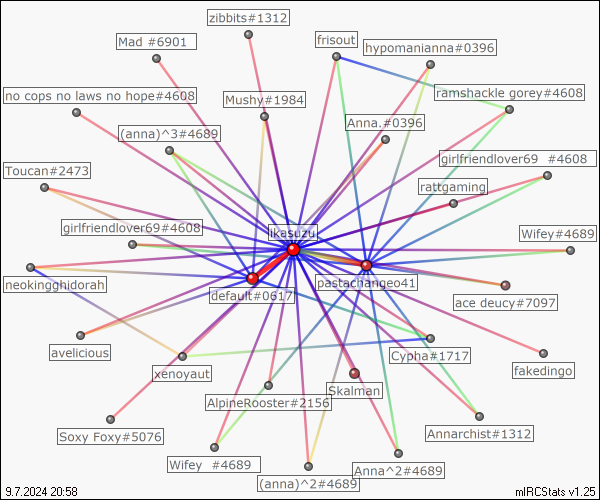 zibbits#1312
Mad #6901
frisout
hypomanianna#0396
no cops no laws no hope#4608
Mushy#1984
ramshackle gorey#4608
(anna)^3#4689
Anna.#0396
Toucan#2473
girlfriendlover69 #4608
rattgaming
girlfriendlover69#4608
ikasuzu
Wifey#4689
neokingghidorah
default#0617
pastachangeo41
ace deucy#7097
avelicious
xenoyaut
Cypha#1717
fakedingo
AlpineRooster#2156
Skalman
Soxy Foxy#5076
Annarchist#1312
Wifey #4689
(anna)^2#4689
Anna^2#4689
9.7.2024 20:58
mIRCStats v1.25